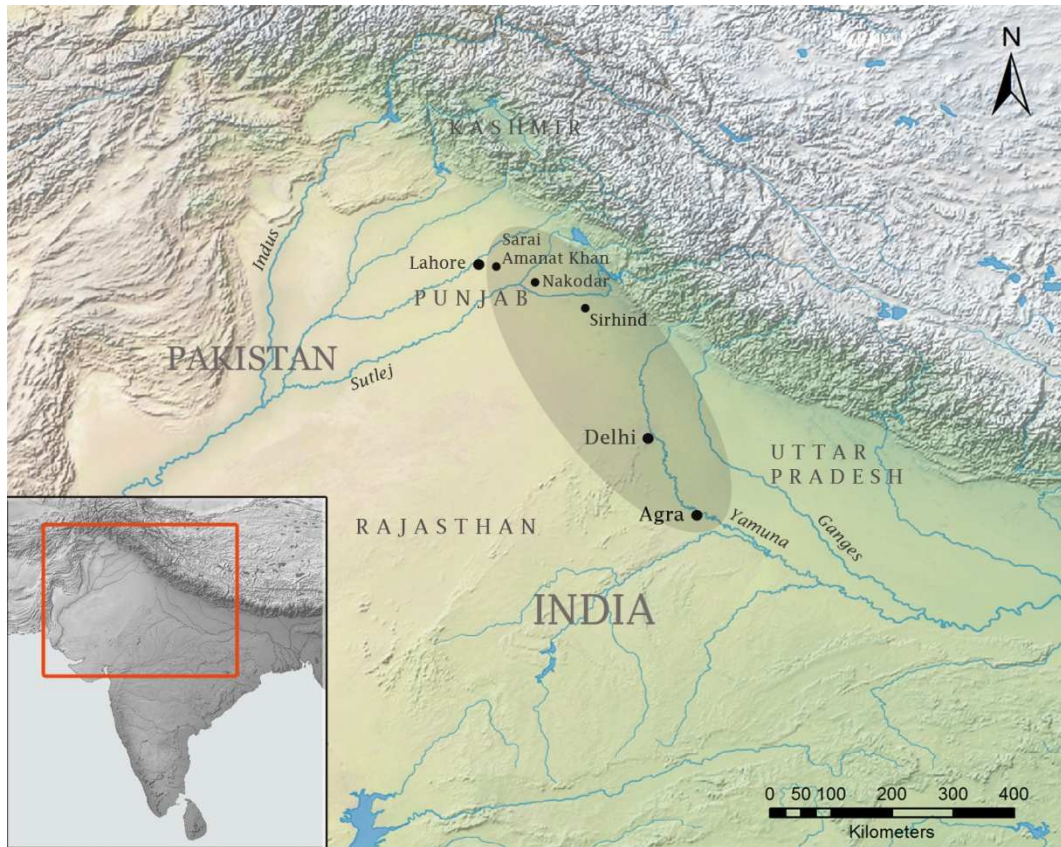 N
KASHMIR
Indus
Sarai
Amanat Khan
Lahore
Nakodar
PUNJAB
Sirhind
PAKISTAN
Sutlej
Delhi
UTTAR
PRADESH
Agra
RAJASTHAN
Yamuna
Ganges
INDIA
0 50 100 200 300 400
Kilometers